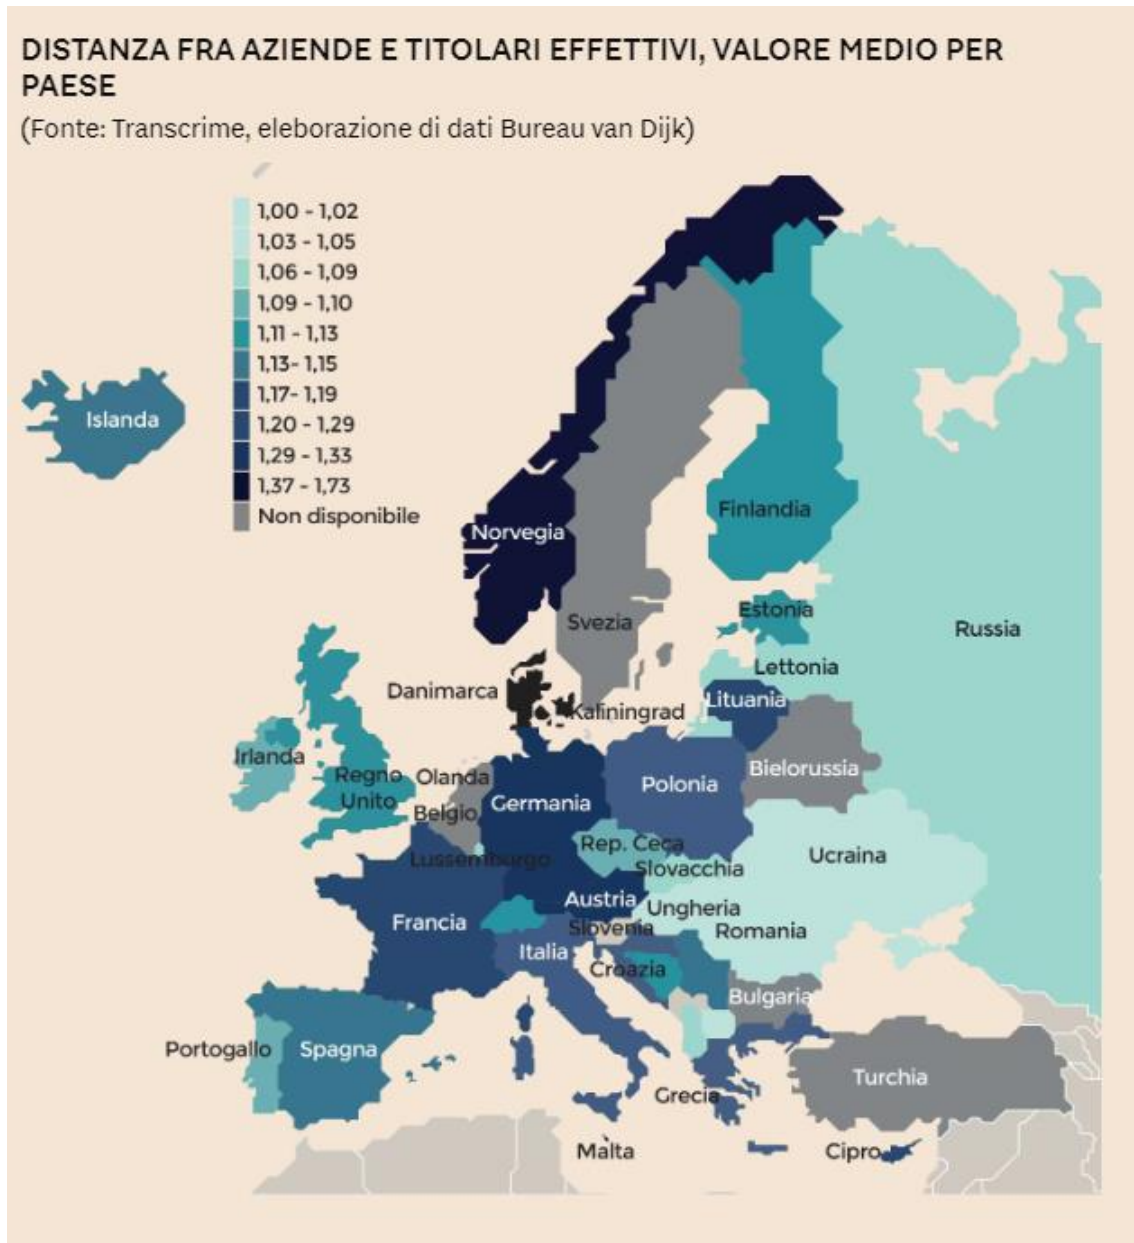 DISTANZA FRA AZIENDE E TITOLARI EFFETTIVI, VALORE MEDIO PER
PAESE
(Fonte: Transcrime, eleborazione di dati Bureau van Dijk)
1,00 - 1,02
1,03 - 1,05
1,06 - 1,09
1,09 - 1,10
1,11 - 1,13
1,13- 1,15
1,17- 1,19
1,20 - 1,29
1,29 - 1,33
1,37 - 1,73
Non disponibile
Islanda
Norvegia
Finlandia
Svezia
Estonia
Russia
Lettonia
Danimarca
Lituania
Kaliningrad
Irlanda
Regno
Unito
Olanda
Belgio
Germania
Polonia
Bielorussia
Lussemburgo
Rep. Ceca
Slovacchia
Ucraina
Austria
Ungheria
Francia
Slovenia
Romania
Italia
Croazia
Bulgaria
Portogallo
Spagna
Turchia
Grecia
Malta
Cipro